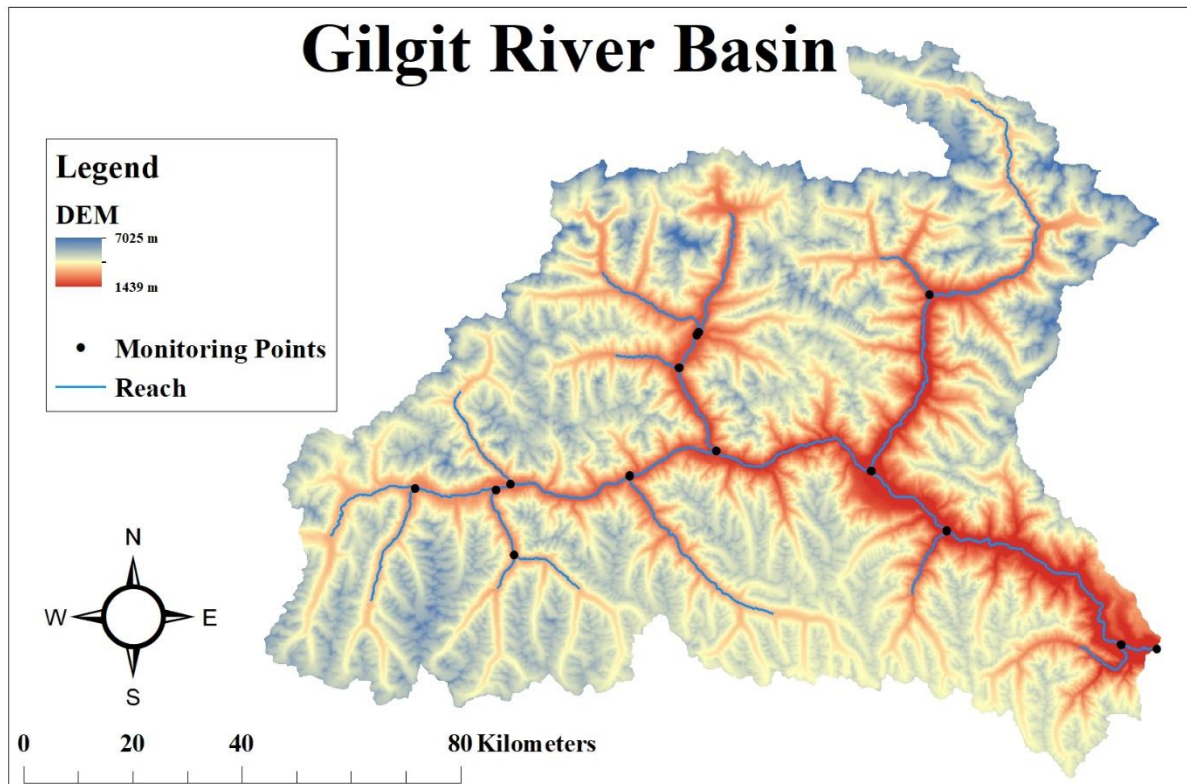 Gilgit River Basin
Legend
DEM
7025 m
1439 m
Monitoring Points
Reach
N
W E
S
0 20 40 80 Kilometers